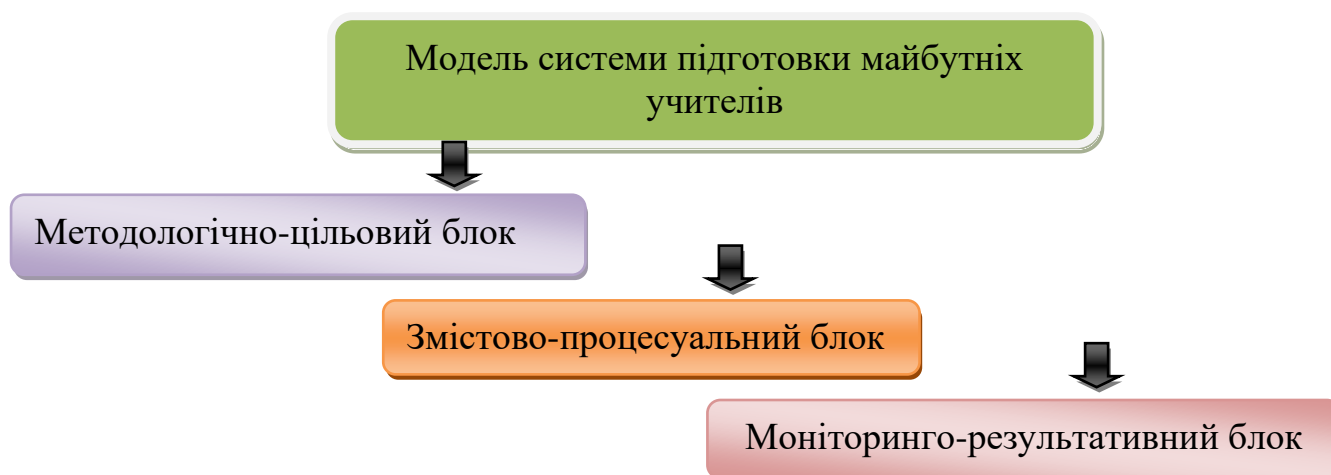 Модель системи підготовки майбутніх
учителів
Методологічно-цільовий блок
Змістово-процесуальний блок
Моніторинго-результативний блок